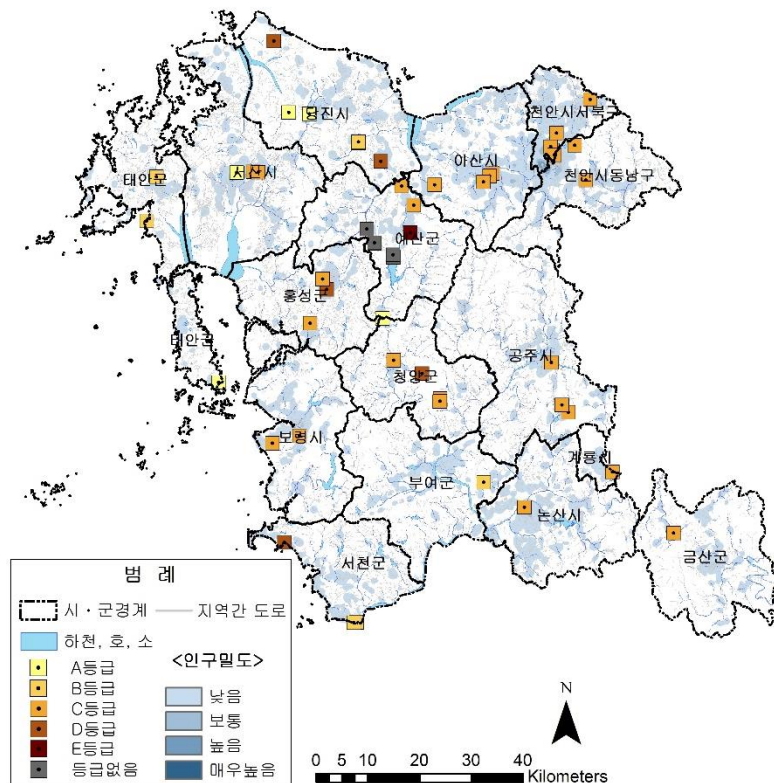 당진시
천안시서북구
아산시
태안군
서산시
천안시동남구
예산군
홍성군
태안군
공주시
청양군
보령시
계룡시
부여군
논산시
서천군
금산군
범 례
시・군경계 지역간 도로
하천, 호, 소
A등급
B등급
C등급
D등급
E등급
등급없음
<인구밀도>
낮음
보통
높음
매우높음
N
0 5 10 20 30 40
Kilometers